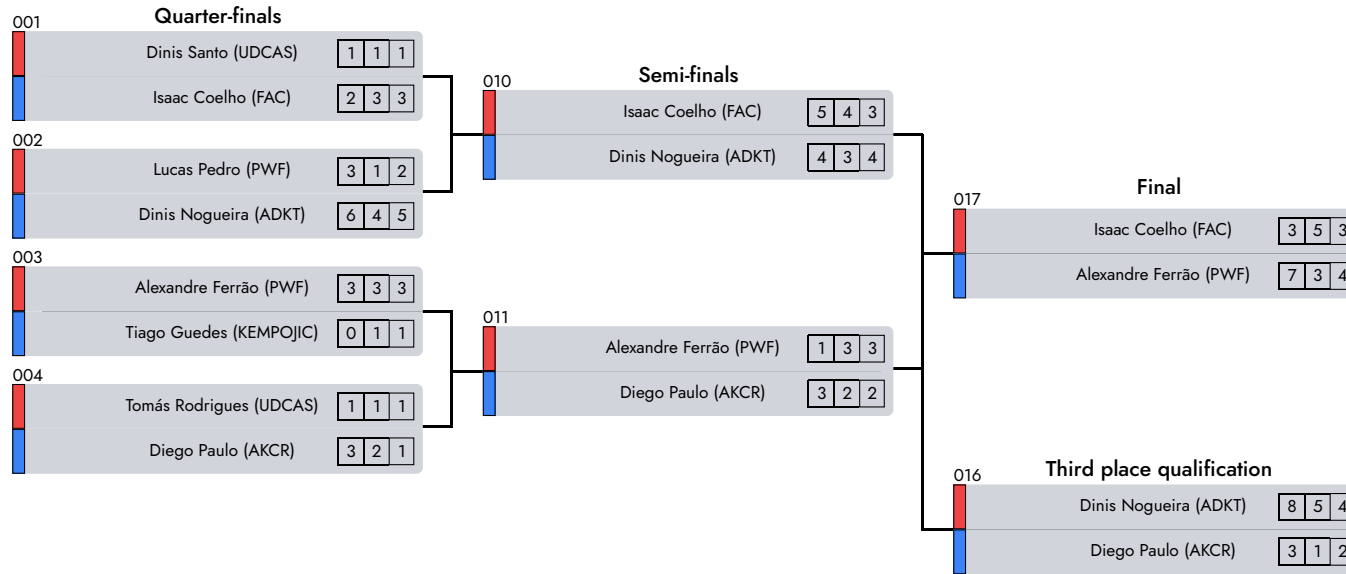 Quarter-finals
001
Dinis Santo (UDCAS) 1 1 1
Isaac Coelho (FAC) 2 3 3
002
Lucas Pedro (PWF) 3 1 2
Dinis Nogueira (ADKT) 6 4 5
003
Alexandre Ferrão (PWF) 3 3 3
Tiago Guedes (KEMPOJIC) 0 1 1
004
Tomás Rodrigues (UDCAS) 1 1 1
Diego Paulo (AKCR) 3 2 1
Semi-finals
010
Isaac Coelho (FAC) 5 4 3
Dinis Nogueira (ADKT) 4 3 4
011
Alexandre Ferrão (PWF) 1 3 3
Diego Paulo (AKCR) 3 2 2
Final
017
Isaac Coelho (FAC) 3 5 3
Alexandre Ferrão (PWF) 7 3 4
Third place qualification
016
Dinis Nogueira (ADKT) 8 5 4
Diego Paulo (AKCR) 3 1 2